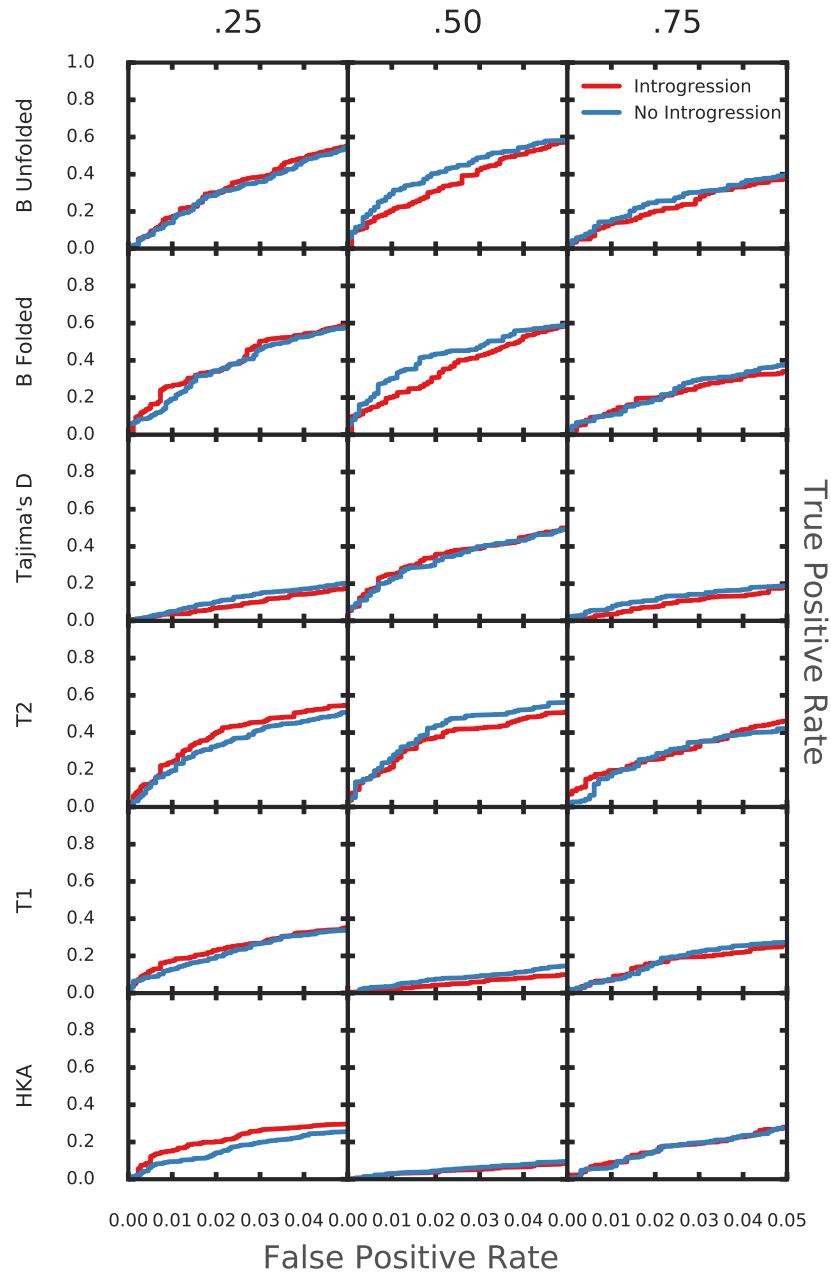 .25 .50 .75
B Unfolded
1.0
0.8
0.6
0.4
0.2
0.0
Introgression
No Introgression
B Folded
0.8
0.6
0.4
0.2
0.0
Tajima's D
0.8
0.6
0.4
0.2
0.0
T2
0.8
0.6
0.4
0.2
0.0
T1
0.8
0.6
0.4
0.2
0.0
HKA
0.8
0.6
0.4
0.2
0.0
True Positive Rate
0.00 0.01 0.02 0.03 0.04 0.00 0.01 0.02 0.03 0.04 0.00 0.01 0.02 0.03 0.04 0.05
False Positive Rate